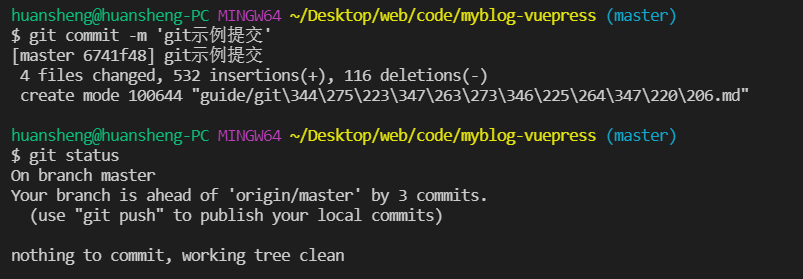 huansheng@huansheng-PC MINGW64 ~/Desktop/web/code/myblog-vuepress (master)
$ git commit -m 'git示例提交'
[master 6741f48] git示例提交
 4 files changed, 532 insertions(+), 116 deletions(-)
 create mode 100644 "guide/git\344\275\223\347\263\273\346\225\264\347\220\206.md"

huansheng@huansheng-PC MINGW64 ~/Desktop/web/code/myblog-vuepress (master)
$ git status
On branch master
Your branch is ahead of 'origin/master' by 3 commits.
  (use "git push" to publish your local commits)

nothing to commit, working tree clean